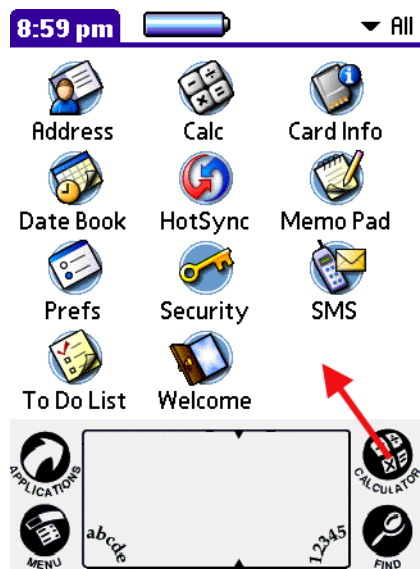 8:59 pm All
Address Calc Card Info
Date Book HotSync Memo Pad
Prefs Security SMS
To Do List Welcome
APPLICATIONS CALCULATOR
abcde 12345
MENU FIND